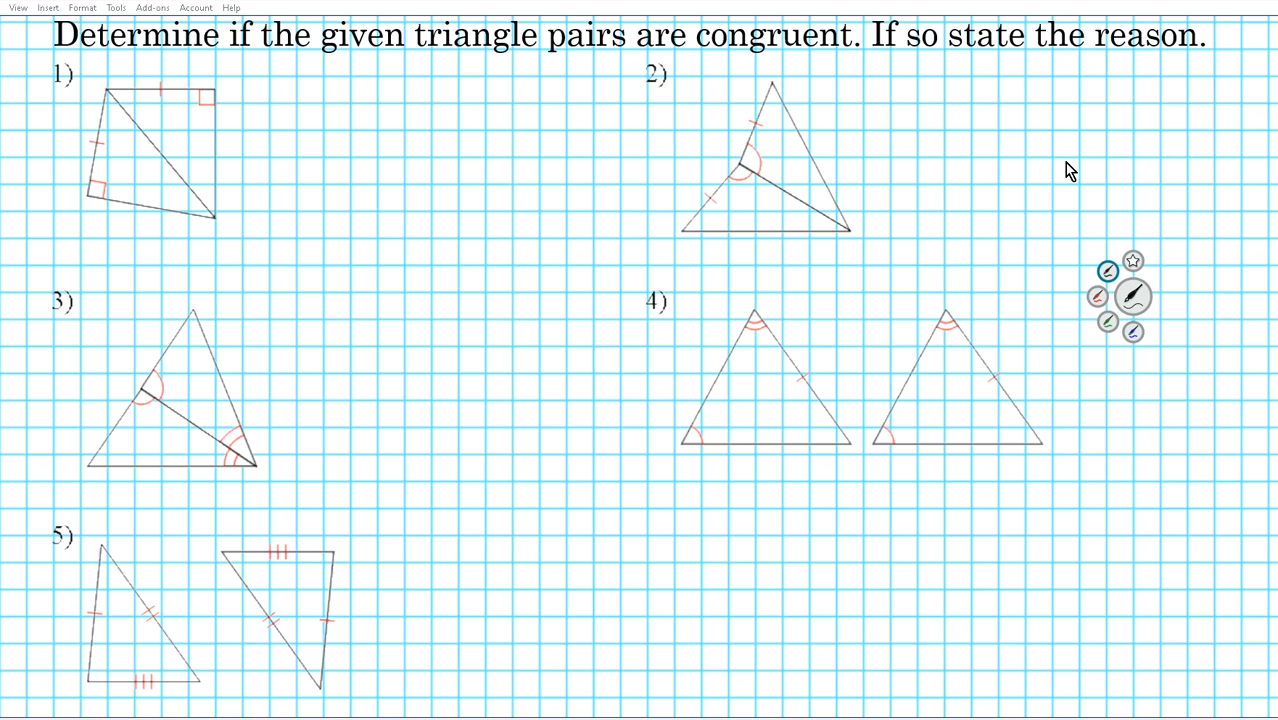 View Insert Format Tools Add-ons Account Help
Determine if the given triangle pairs are congruent. If so state the reason.
1)
2)
3)
4)
5)